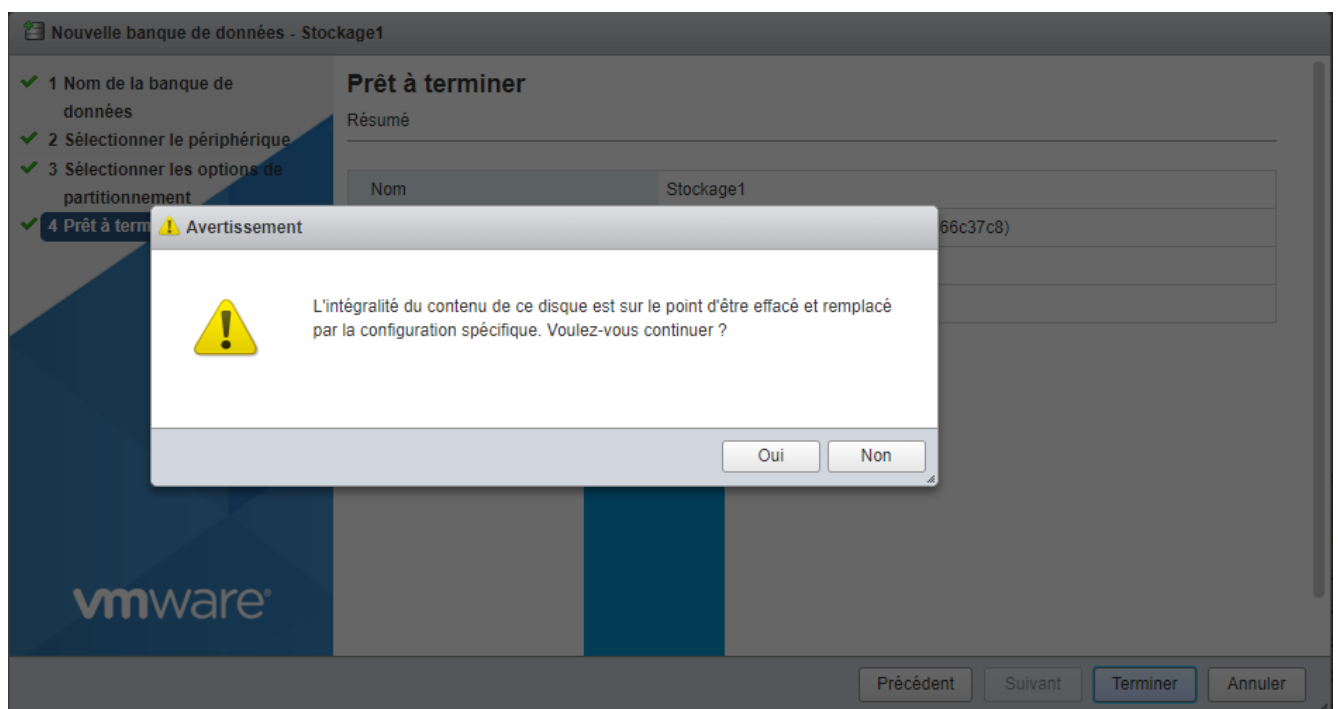 Nouvelle banque de données - Stockage1
1 Nom de la banque de
données
2 Sélectionner le périphérique
3 Sélectionner les options de
partitionnement
4 Prêt à term
Prêt à terminer
Résumé
Nom Stockage1
66c37c8)
Avertissement
L'intégralité du contenu de ce disque est sur le point d'être effacé et remplacé
par la configuration spécifique. Voulez-vous continuer ?
Oui Non
vmware®
Précédent Suivant Terminer Annuler